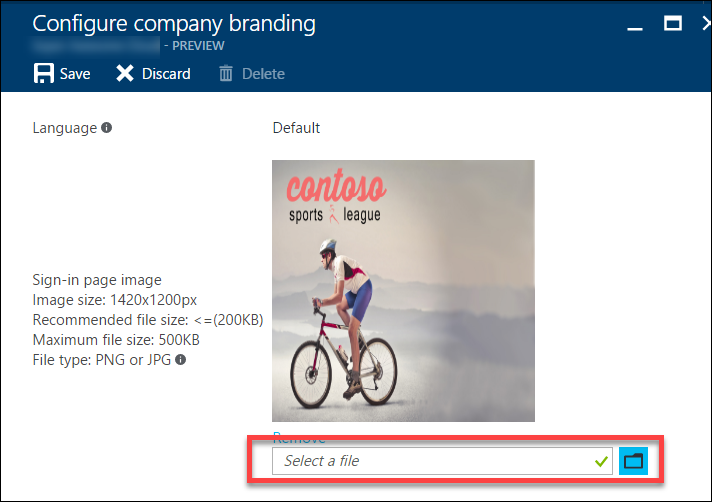 Configure company branding
- PREVIEW
Save Discard Delete
Language Default
contoso
sports league
Sign-in page image
Image size: 1420x1200px
Recommended file size: <=(200KB)
Maximum file size: 500KB
File type: PNG or JPG
Remove
Select a file